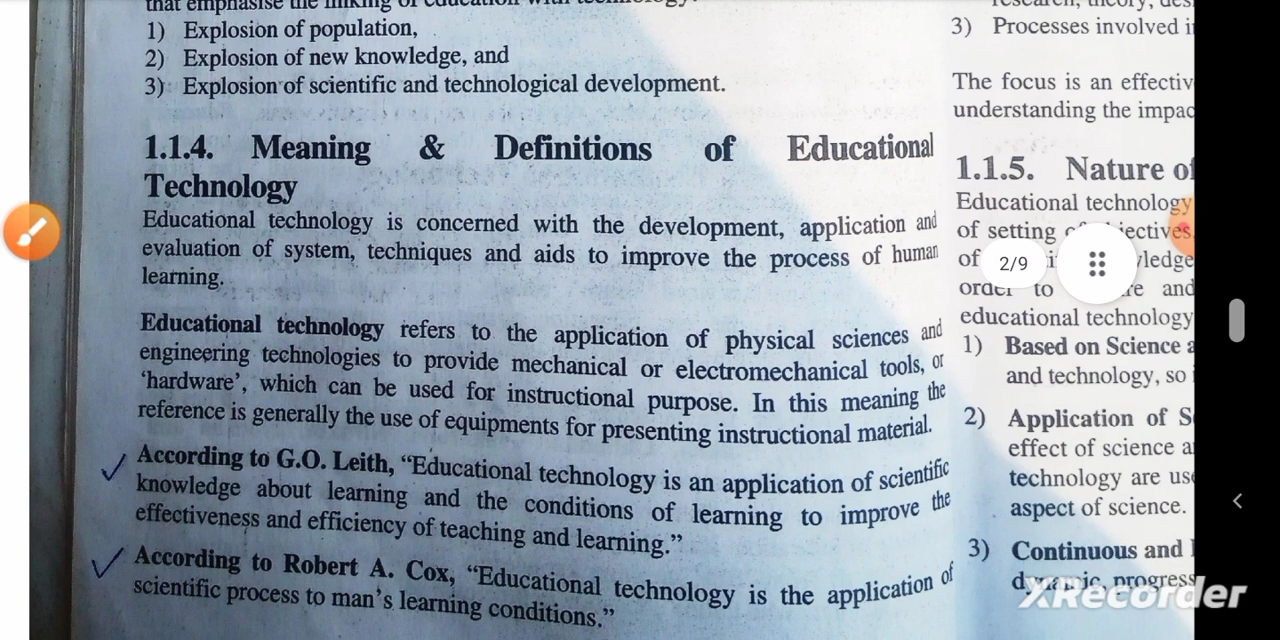 that emphasise the linking of education with technology:
1) Explosion of population,
2) Explosion of new knowledge, and
3) Explosion of scientific and technological development.
1.1.4. Meaning & Definitions of Educational
Technology
Educational technology is concerned with the development, application and
evaluation of system, techniques and aids to improve the process of human
learning.
Educational technology refers to the application of physical sciences and
engineering technologies to provide mechanical or electromechanical tools, or
‘hardware’, which can be used for instructional purpose. In this meaning the
reference is generally the use of equipments for presenting instructional material.
According to G.O. Leith, “Educational technology is an application of scientific
knowledge about learning and the conditions of learning to improve the
effectiveness and efficiency of teaching and learning.”
According to Robert A. Cox, “Educational technology is the application of
scientific process to man’s learning conditions.”
research, theory,
3) Processes involved
The focus is an
understanding the
1.1.5. Nature of
Educational technology
of setting
of
order to and
educational technology
1) Based on Science
and technology, so
2) Application of
effect of science
technology are
aspect of science.
3) Continuous and
dynamic,
2/9
XRecorder